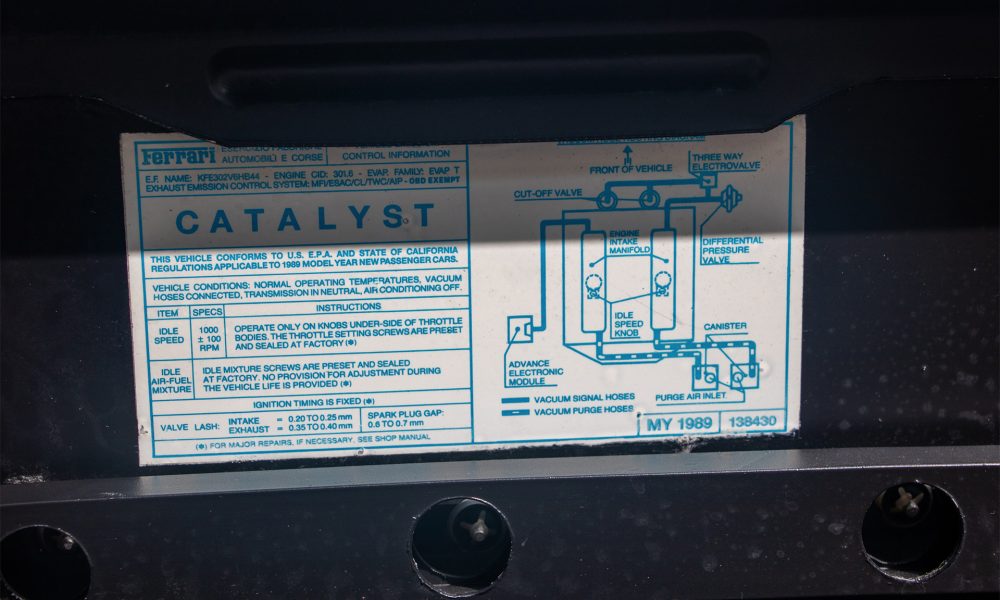 Ferrari
AUTOMOBILI E CORSE
CONTROL INFORMATION
E.F. NAME: KFE302V6HB44 - ENGINE CID: 301.6 - EVAP. FAMILY: EVAP T
EXHAUST EMISSION CONTROL SYSTEM: MFI/EGAC/CL/TWC/AIP - OBD EXEMPT
CATALYST
THIS VEHICLE CONFORMS TO U.S. E.P.A. AND STATE OF CALIFORNIA
REGULATIONS APPLICABLE TO 1989 MODEL YEAR NEW PASSENGER CARS.
VEHICLE CONDITIONS: NORMAL OPERATING TEMPERATURES, VACUUM
HOSES CONNECTED, TRANSMISSION IN NEUTRAL, AIR CONDITIONING OFF.
ITEM SPECS INSTRUCTIONS
IDLE SPEED
1000 ± 100 RPM
OPERATE ONLY ON KNOBS UNDER-SIDE OF THROTTLE
BODIES. THE THROTTLE SETTING SCREWS ARE PRESET
AND SEALED AT FACTORY (✱)
IDLE AIR-FUEL MIXTURE
IDLE MIXTURE SCREWS ARE PRESET AND SEALED
AT FACTORY. NO PROVISION FOR ADJUSTMENT DURING
THE VEHICLE LIFE IS PROVIDED (✱)
IGNITION TIMING IS FIXED (✱)
VALVE LASH: INTAKE = 0.20 TO 0.25 mm
EXHAUST = 0.35 TO 0.40 mm
SPARK PLUG GAP:
0.6 TO 0.7 mm
(✱) FOR MAJOR REPAIRS, IF NECESSARY, SEE SHOP MANUAL
FRONT OF VEHICLE
THREE WAY
ELECTROVALVE
CUT-OFF VALVE
ENGINE
INTAKE
MANIFOLD
DIFFERENTIAL
PRESSURE
VALVE
IDLE
SPEED
KNOB
CANISTER
ADVANCE
ELECTRONIC
MODULE
PURGE AIR INLET
VACUUM SIGNAL HOSES
VACUUM PURGE HOSES
MY 1989 138430